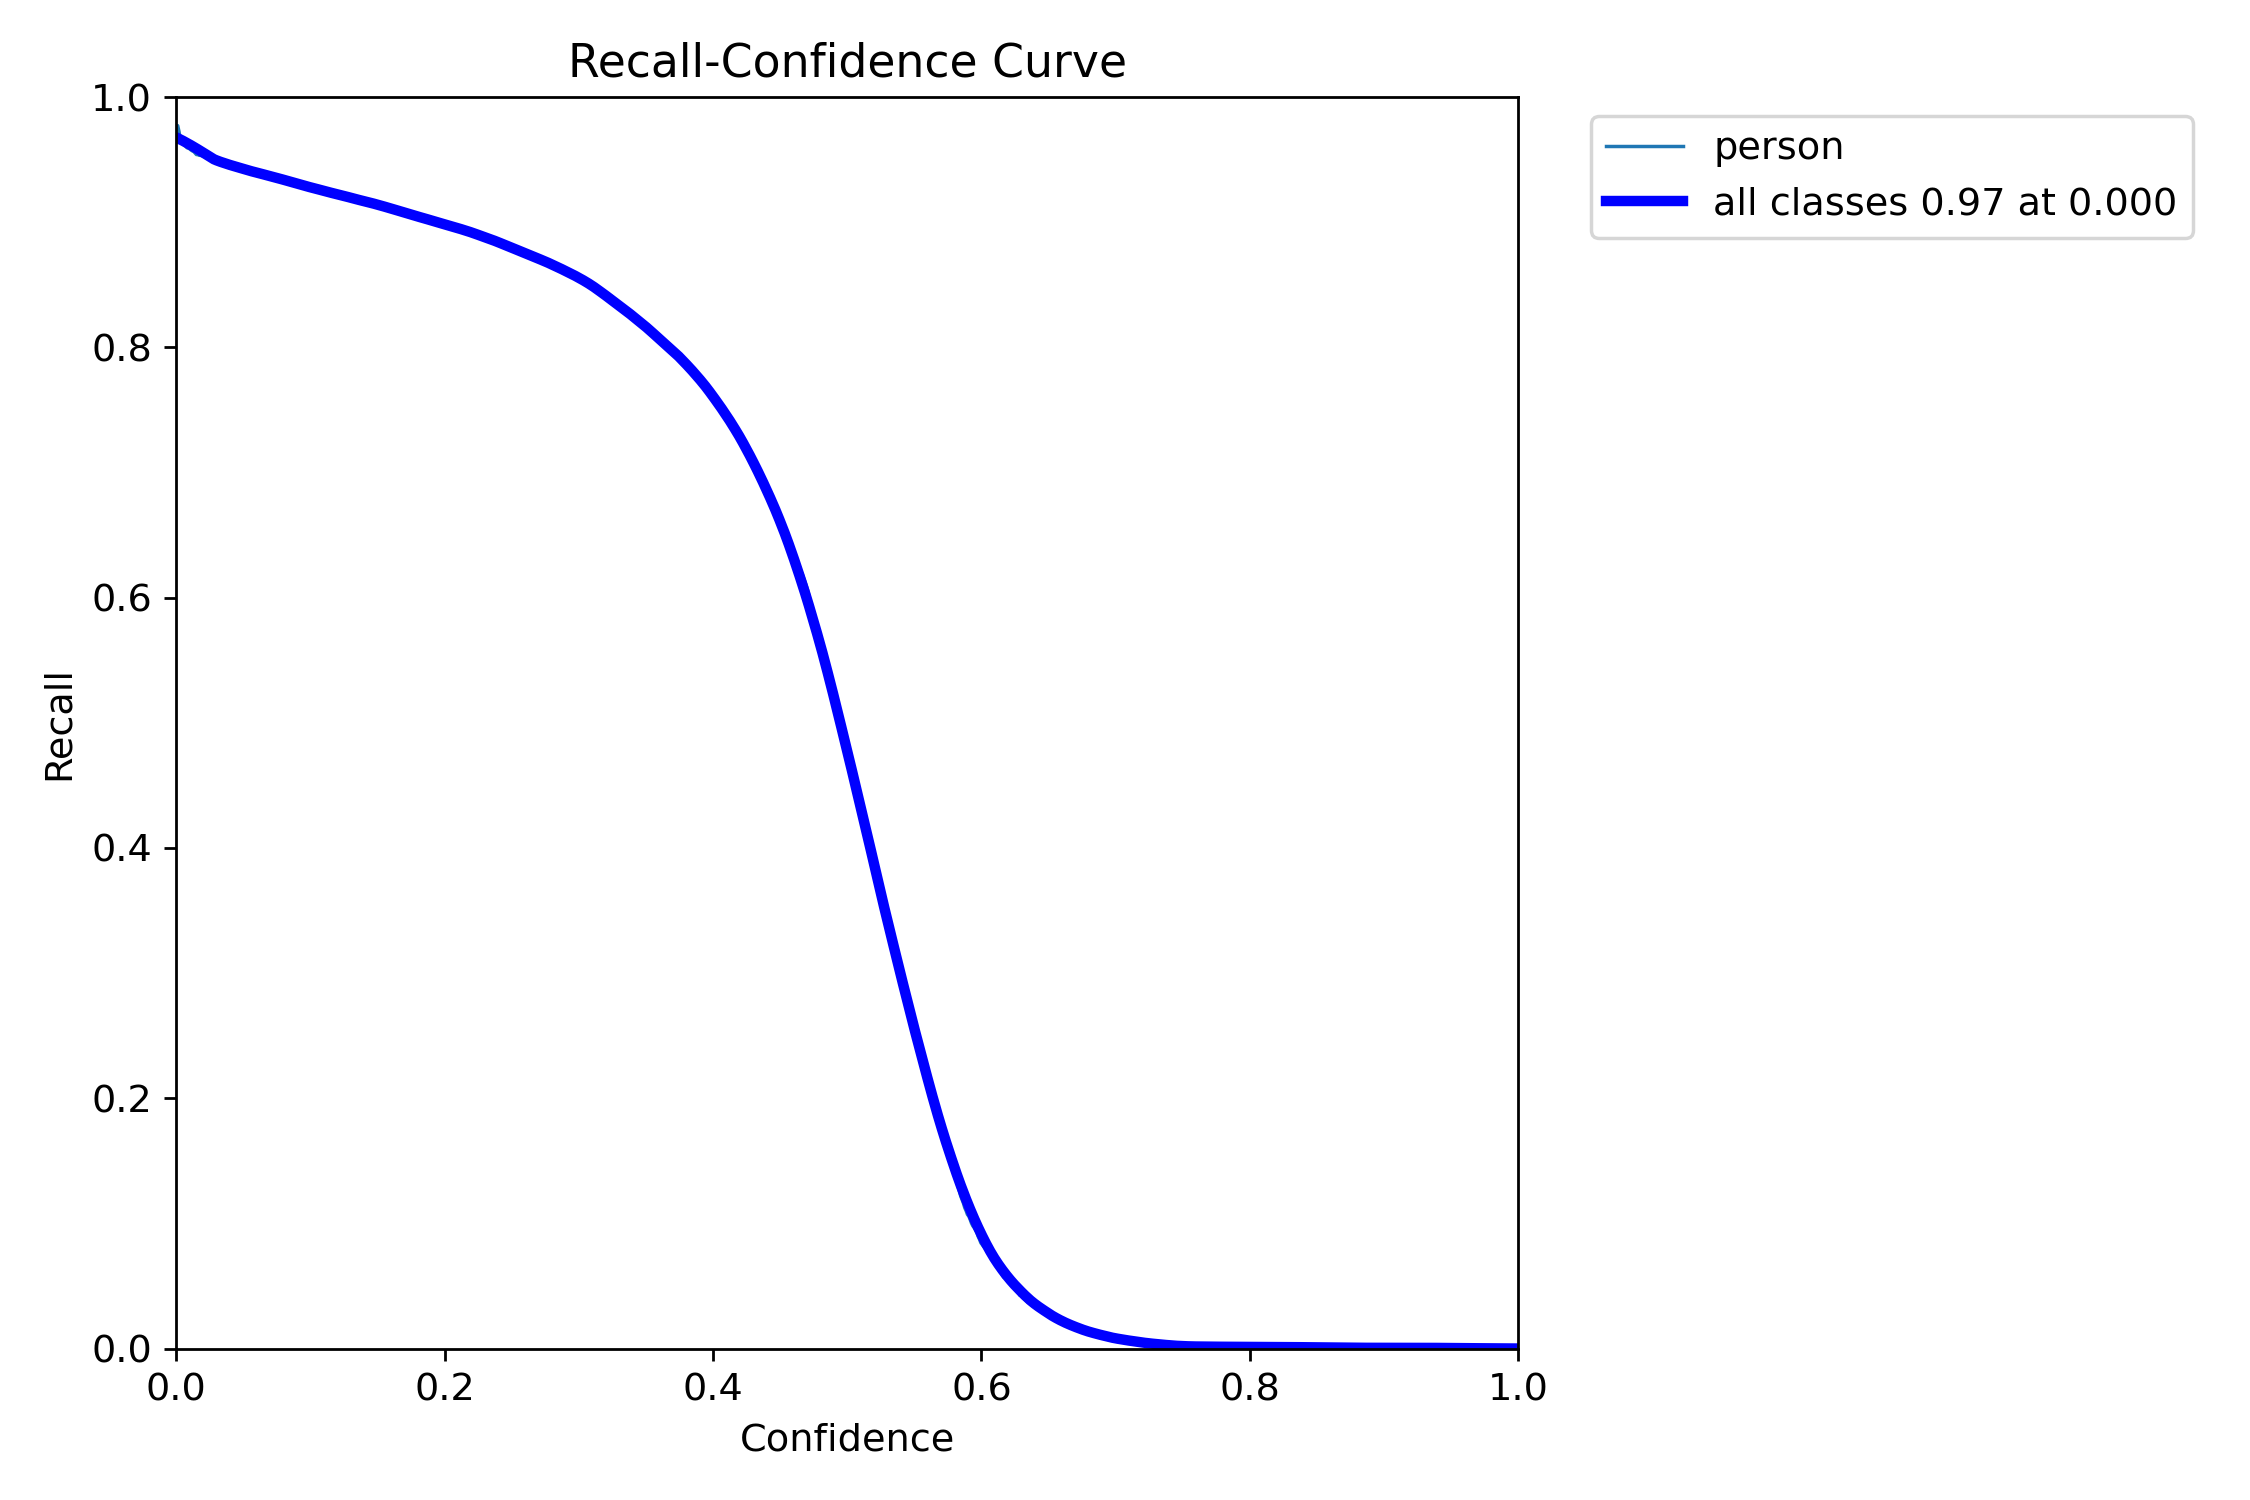 Recall-Confidence Curve
1.0
0.8
0.6
0.4
0.2
0.0
Recall
0.0 0.2 0.4 0.6 0.8 1.0
Confidence
person
all classes 0.97 at 0.000